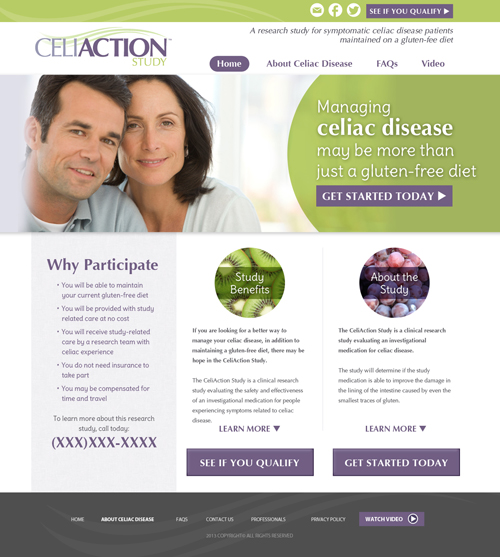 SEE IF YOU QUALIFY
CELIACTION™
STUDY
A research study for symptomatic celiac disease patients
maintained on a gluten-fee diet
Home
About Celiac Disease
FAQs
Video
Managing
celiac disease
may be more than
just a gluten-free diet
GET STARTED TODAY
Why Participate
• You will be able to maintain
your current gluten-free diet
• You will be provided with study
related care at no cost
• You will receive study-related
care by a research team with
celiac experience
• You do not need insurance to
take part
• You may be compensated for
time and travel
To learn more about this research
study, call today:
(XXX)XXX-XXXX
Study
Benefits
If you are looking for a better way to
manage your celiac disease, in addition to
maintaining a gluten-free diet, there may be
hope in the CeliAction Study.
The CeliAction Study is a clinical research
study evaluating the safety and effectiveness
of an investigational medication for people
experiencing symptoms related to celiac
disease.
LEARN MORE
SEE IF YOU QUALIFY
About the
Study
The CeliAction Study is a clinical research
study evaluating an investigational
medication for celiac disease.
The study will determine if the study
medication is able to improve the damage in
the lining of the intestine caused by even the
smallest traces of gluten.
LEARN MORE
GET STARTED TODAY
HOME
ABOUT CELIAC DISEASE
FAQS
CONTACT US
PROFESSIONALS
PRIVACY POLICY
WATCH VIDEO
2013 COPYRIGHT© ALL RIGHTS RESERVED